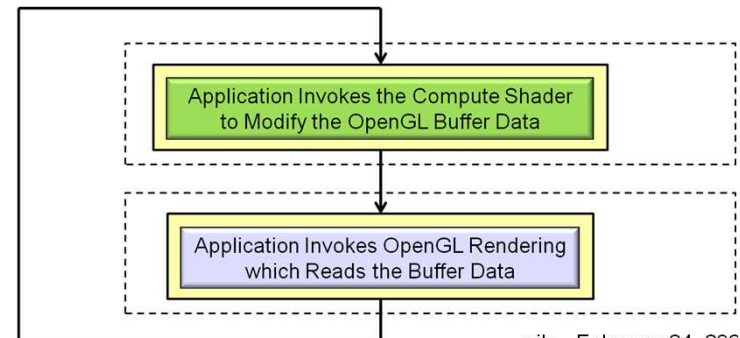 Application Invokes the Compute Shader
to Modify the OpenGL Buffer Data
Application Invokes OpenGL Rendering
which Reads the Buffer Data